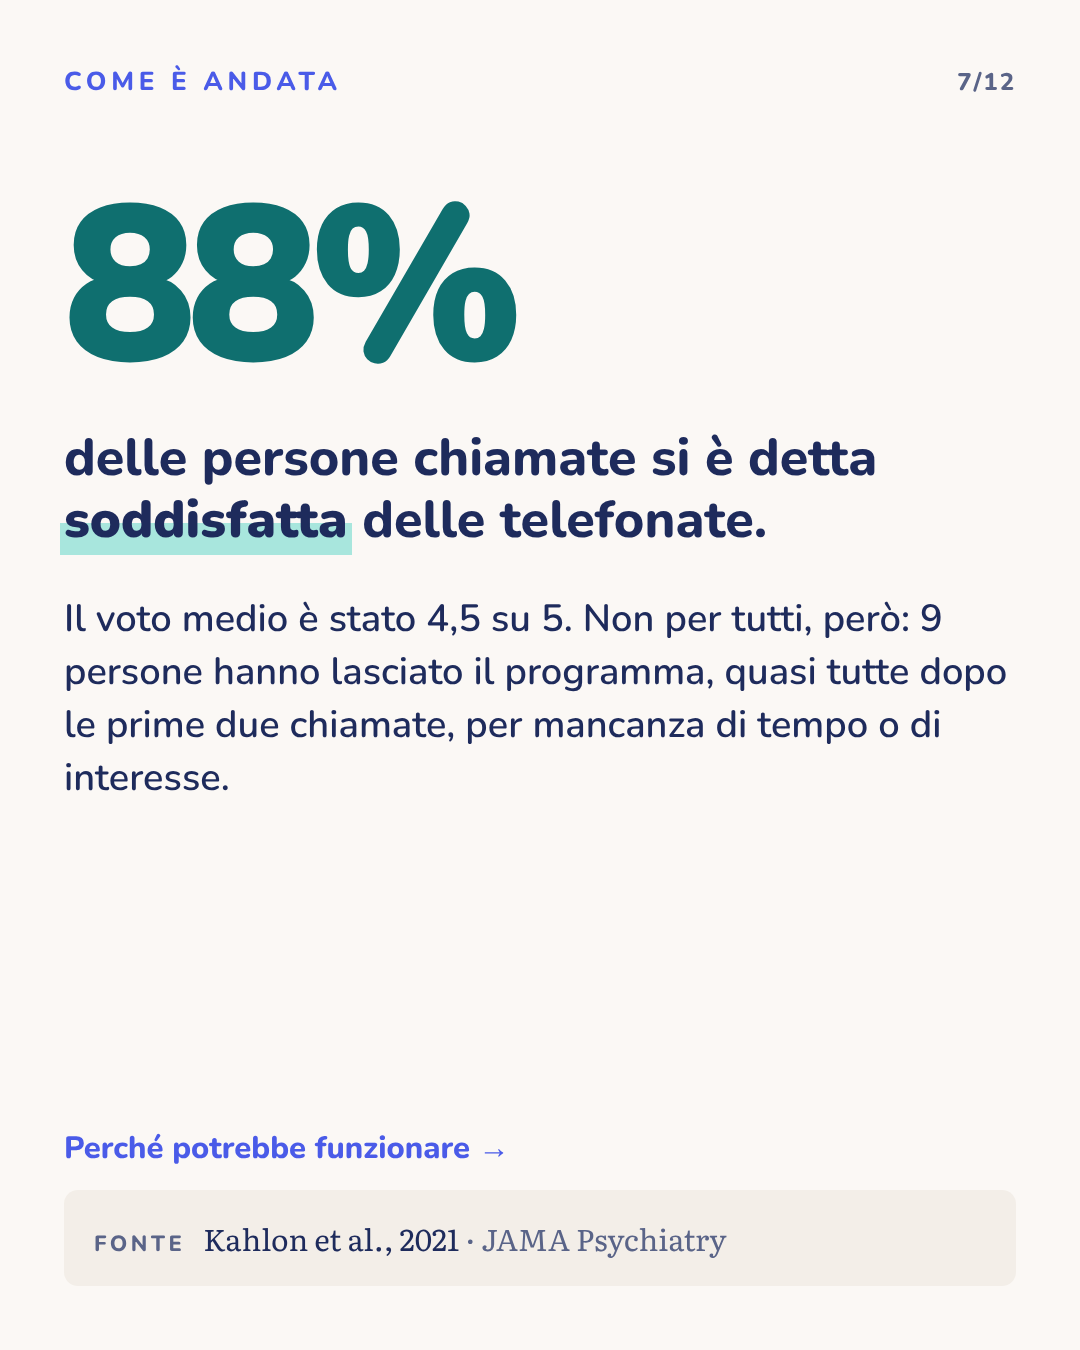 COME È ANDATA
7/12
88%
delle persone chiamate si è detta
soddisfatta delle telefonate.
Il voto medio è stato 4,5 su 5. Non per tutti, però: 9
persone hanno lasciato il programma, quasi tutte dopo
le prime due chiamate, per mancanza di tempo o di
interesse.
Perché potrebbe funzionare →
FONTE Kahlon et al., 2021 · JAMA Psychiatry